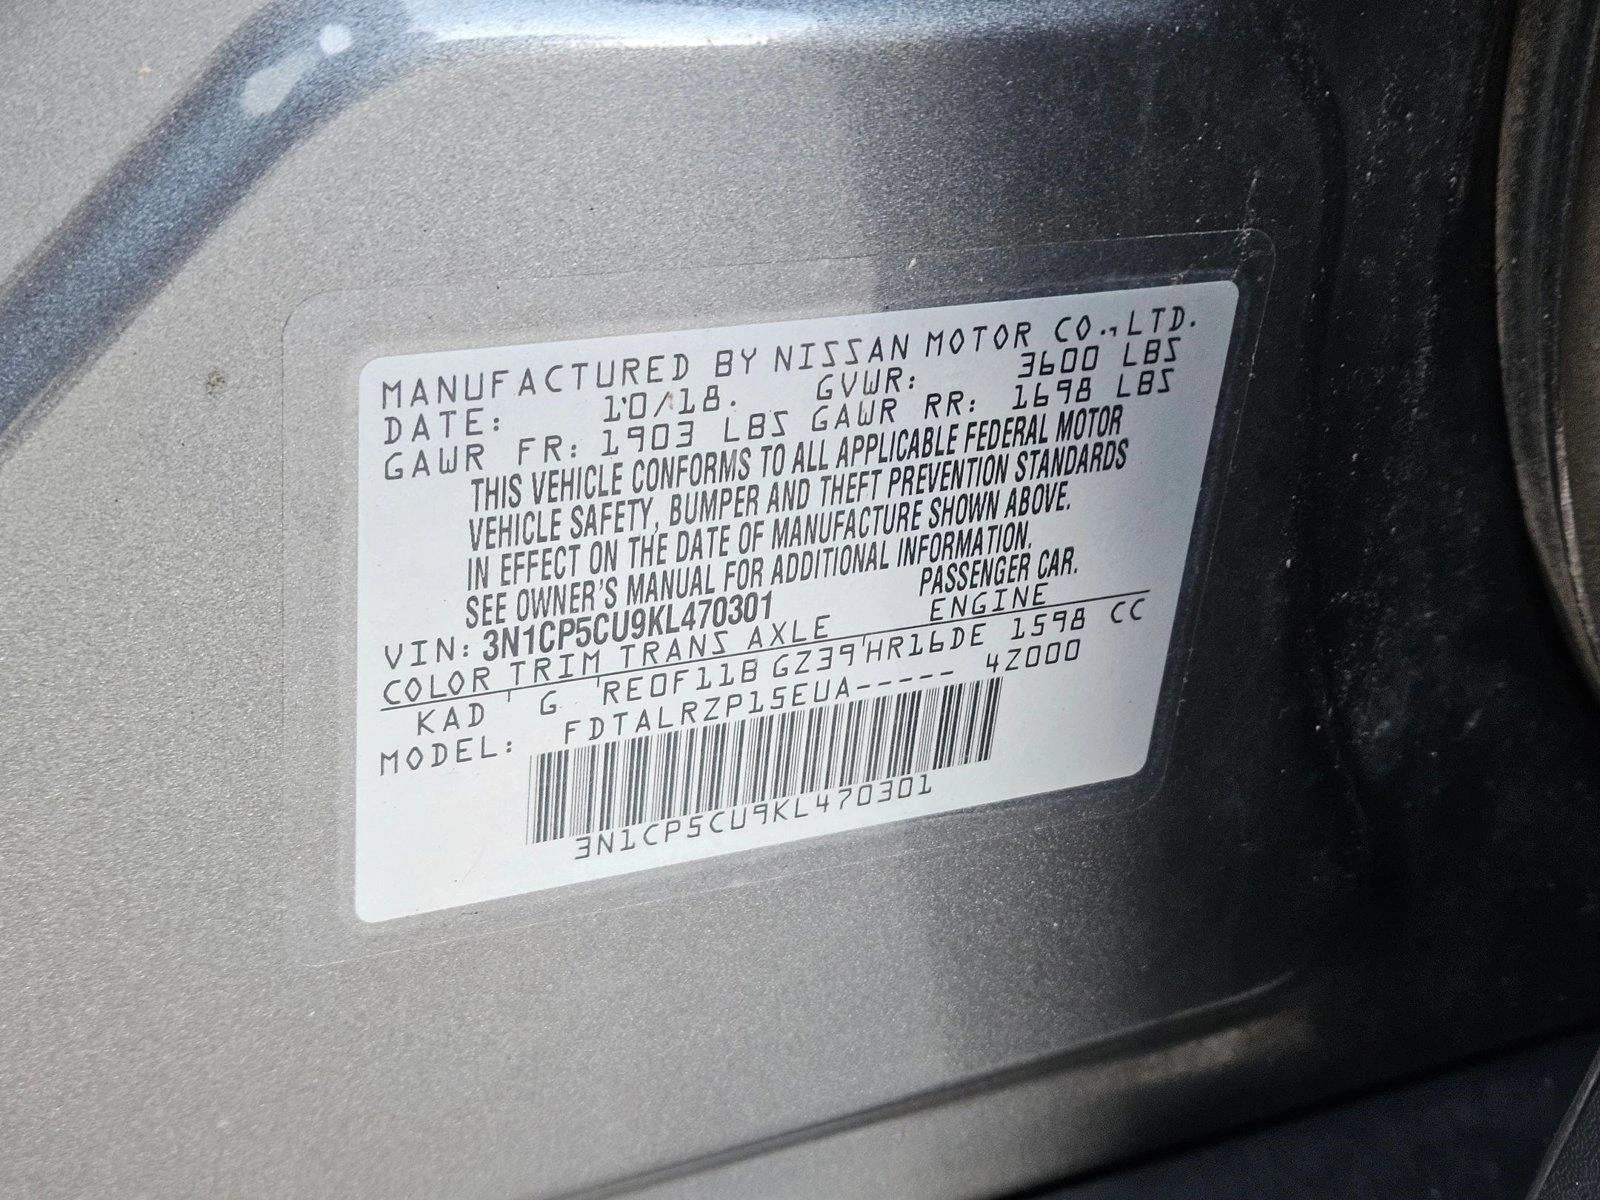 MANUFACTURED BY NISSAN MOTOR CO., LTD.
DATE: 10/18. GVWR: 3600 LBS
GAWR FR: 1903 LBS GAWR RR: 1698 LBS
THIS VEHICLE CONFORMS TO ALL APPLICABLE FEDERAL MOTOR
VEHICLE SAFETY, BUMPER AND THEFT PREVENTION STANDARDS
IN EFFECT ON THE DATE OF MANUFACTURE SHOWN ABOVE.
SEE OWNER'S MANUAL FOR ADDITIONAL INFORMATION.
VIN: 3N1CP5CU9KL470301 PASSENGER CAR.
COLOR TRIM TRANS AXLE ENGINE
KAD G RE0F11B GZ39 HR16DE 1598 CC
MODEL: FDTALRZP15EUA----- 4Z000
3N1CP5CU9KL470301